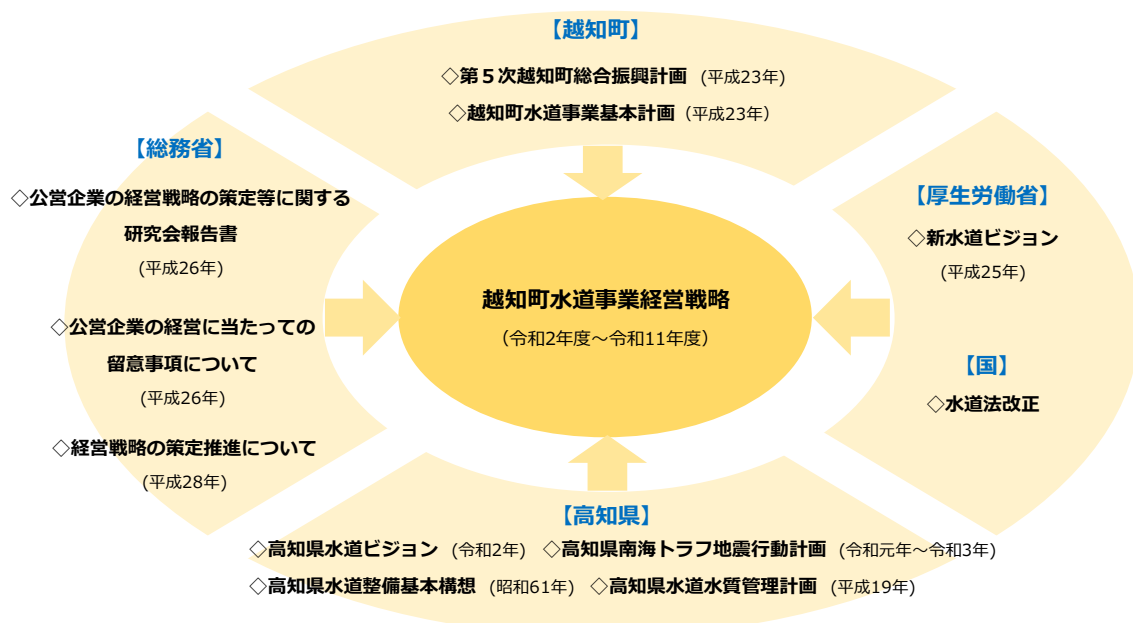 【越知町】
◇第５次越知町総合振興計画 (平成23年)
◇越知町水道事業基本計画 (平成23年)
【総務省】
◇公営企業の経営戦略の策定等に関する
研究会報告書
(平成26年)
◇公営企業の経営に当たっての
留意事項について
(平成26年)
◇経営戦略の策定推進について
(平成28年)
越知町水道事業経営戦略
（令和2年度～令和11年度）
【厚生労働省】
◇新水道ビジョン
(平成25年)
【国】
◇水道法改正
【高知県】
◇高知県水道ビジョン (令和2年) ◇高知県南海トラフ地震行動計画 (令和元年～令和3年)
◇高知県水道整備基本構想 (昭和61年) ◇高知県水道水質管理計画 (平成19年)